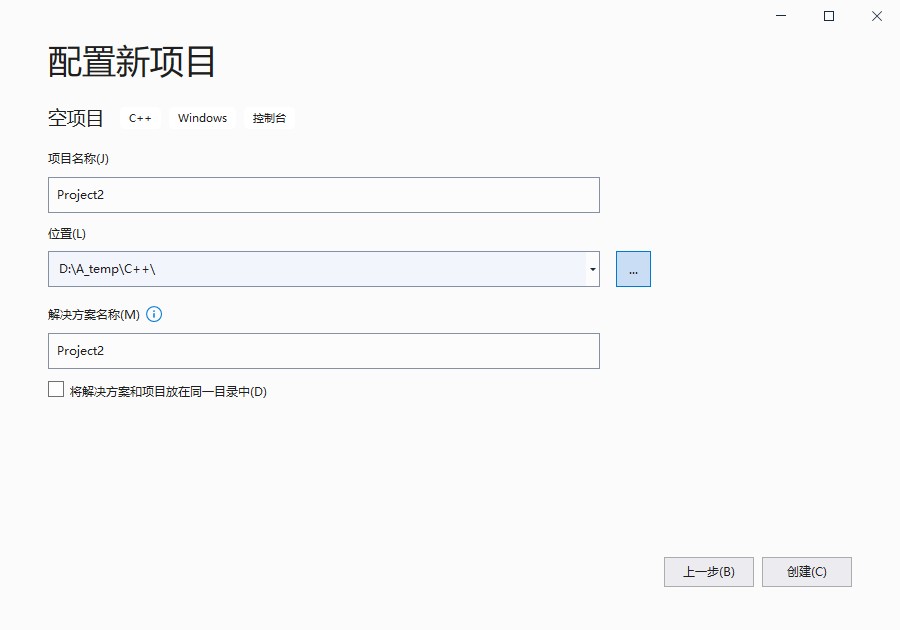 配置新项目
空项目 C++ Windows 控制台
项目名称(J)
Project2
位置(L)
D:\A_temp\C++\
...
解决方案名称(M)
Project2
将解决方案和项目放在同一目录中(D)
上一步(B) 创建(C)